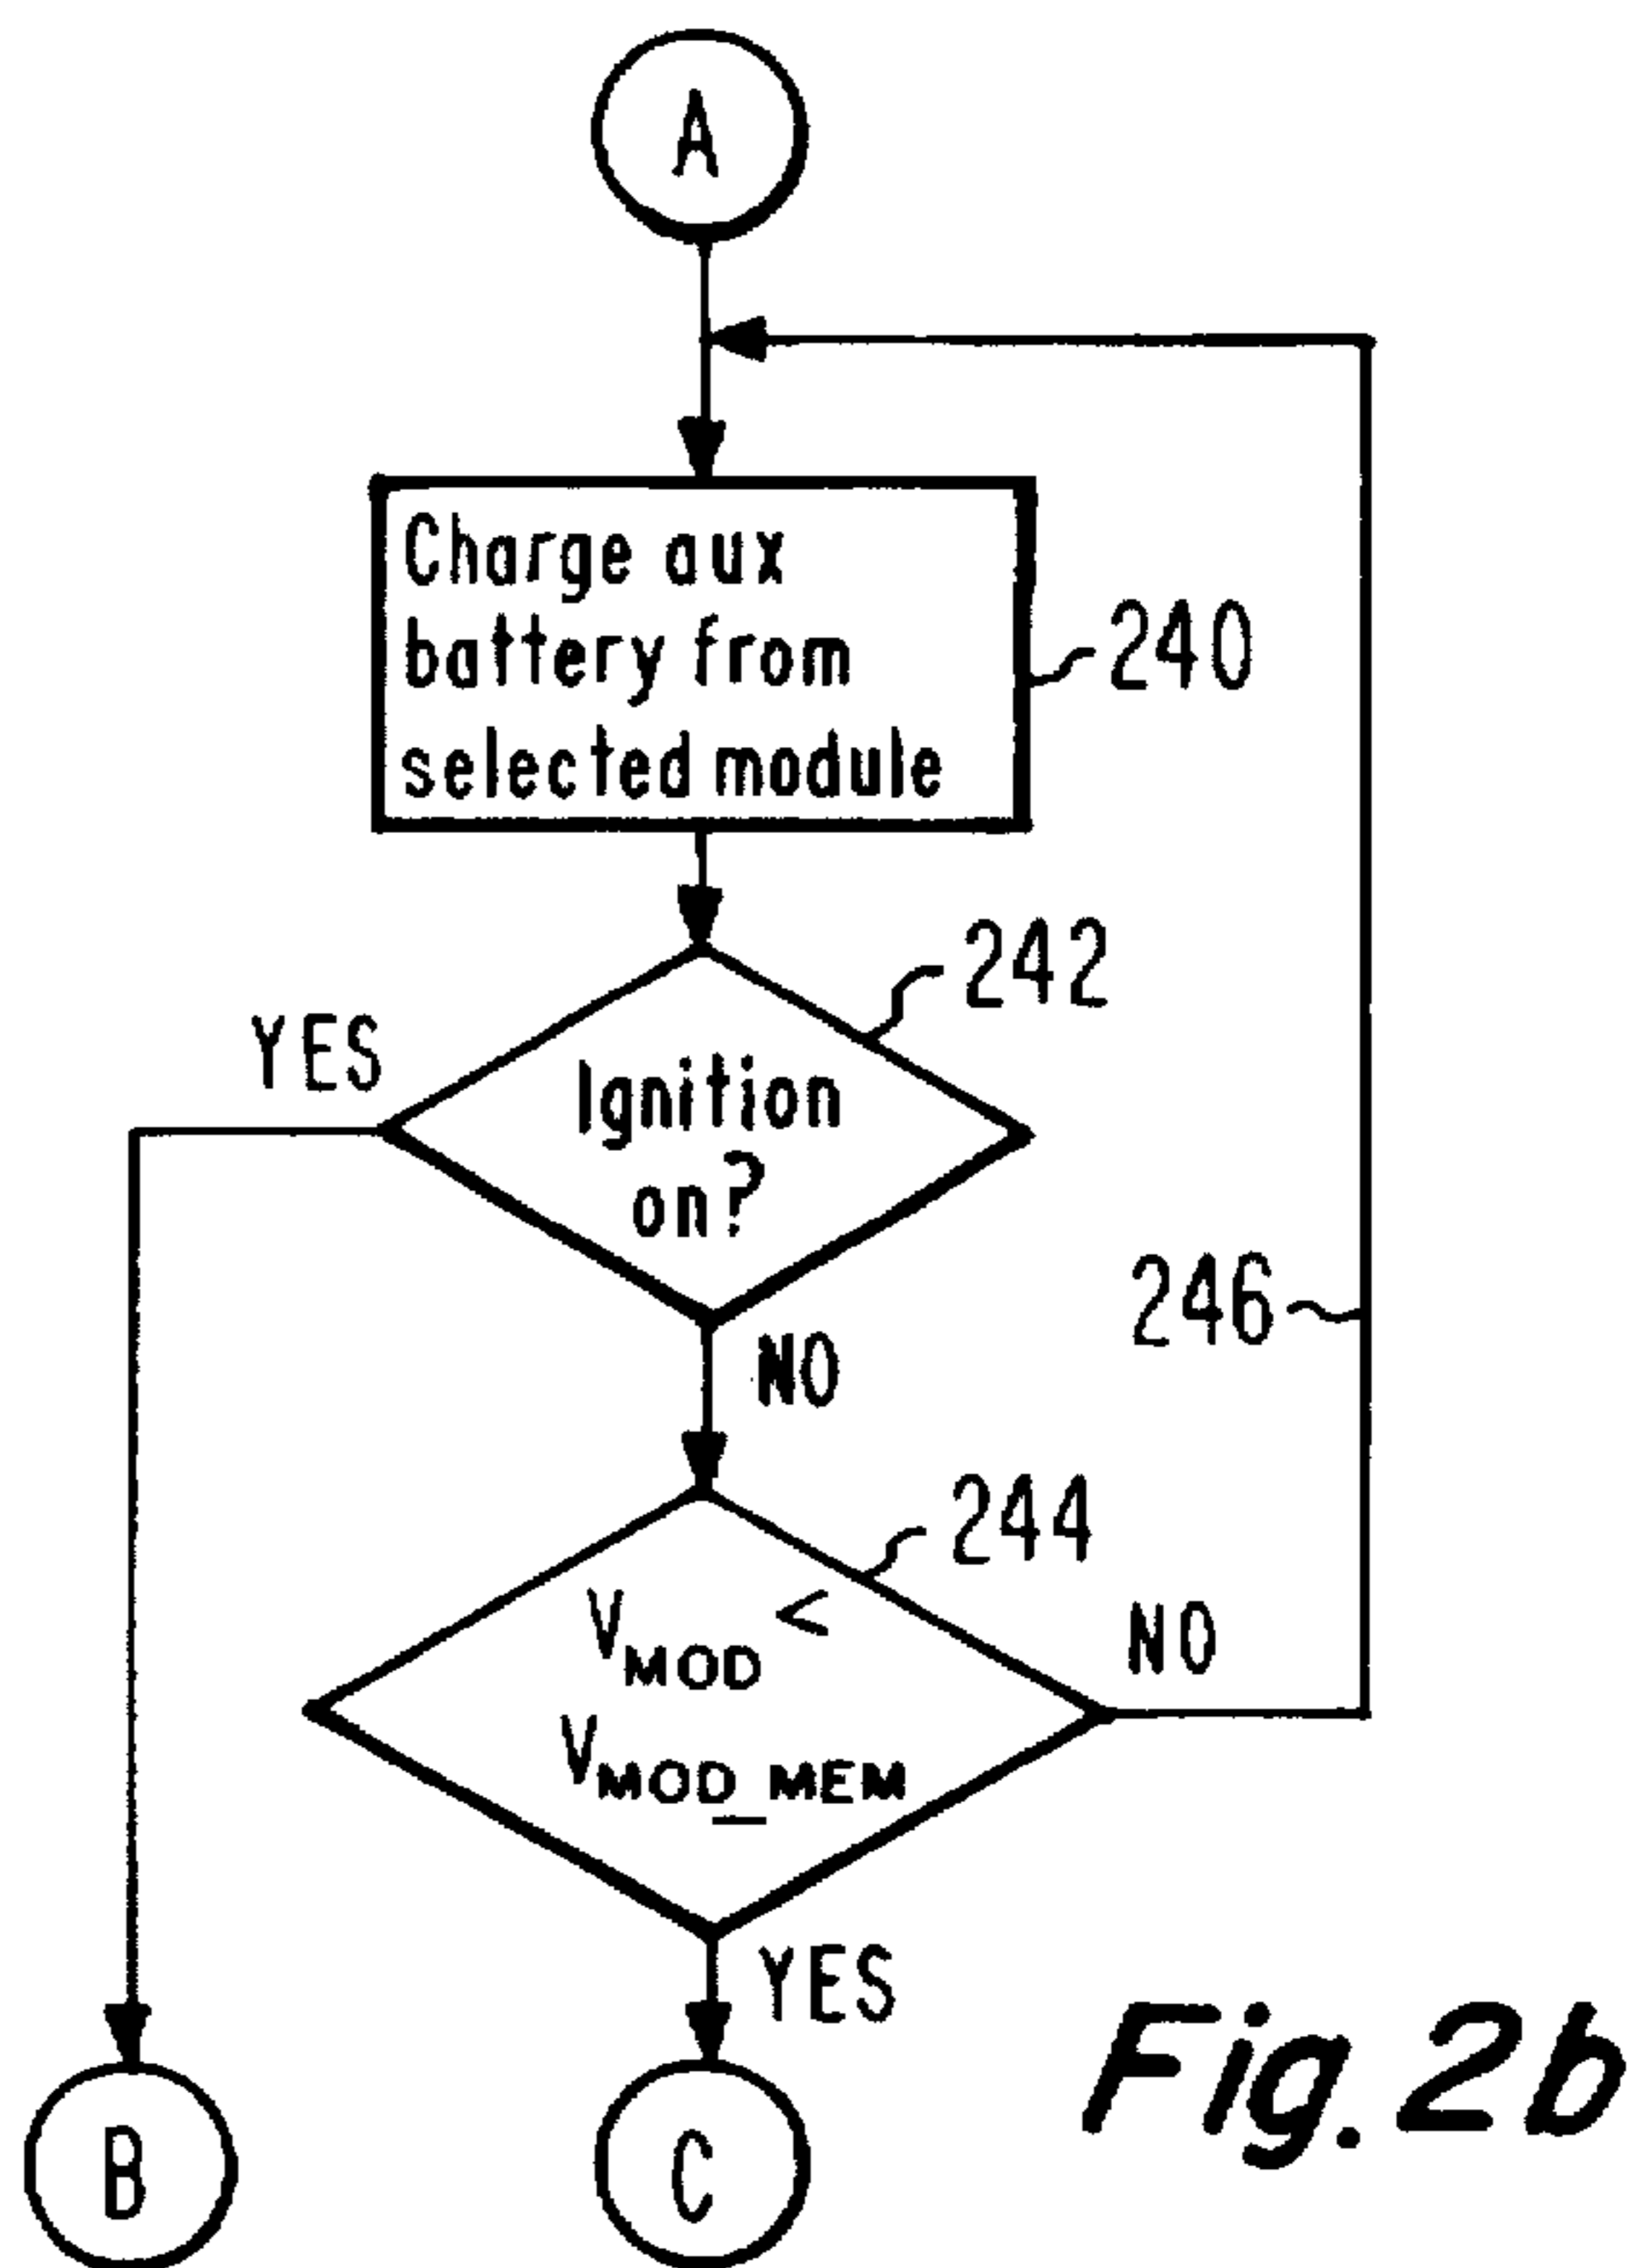 A
Charge aux
battery from
selected module
240
242
YES
Ignition
on?
246
NO
244
V_MOD <
NO
V_MOD_MEM
YES
B
C
Fig. 2b